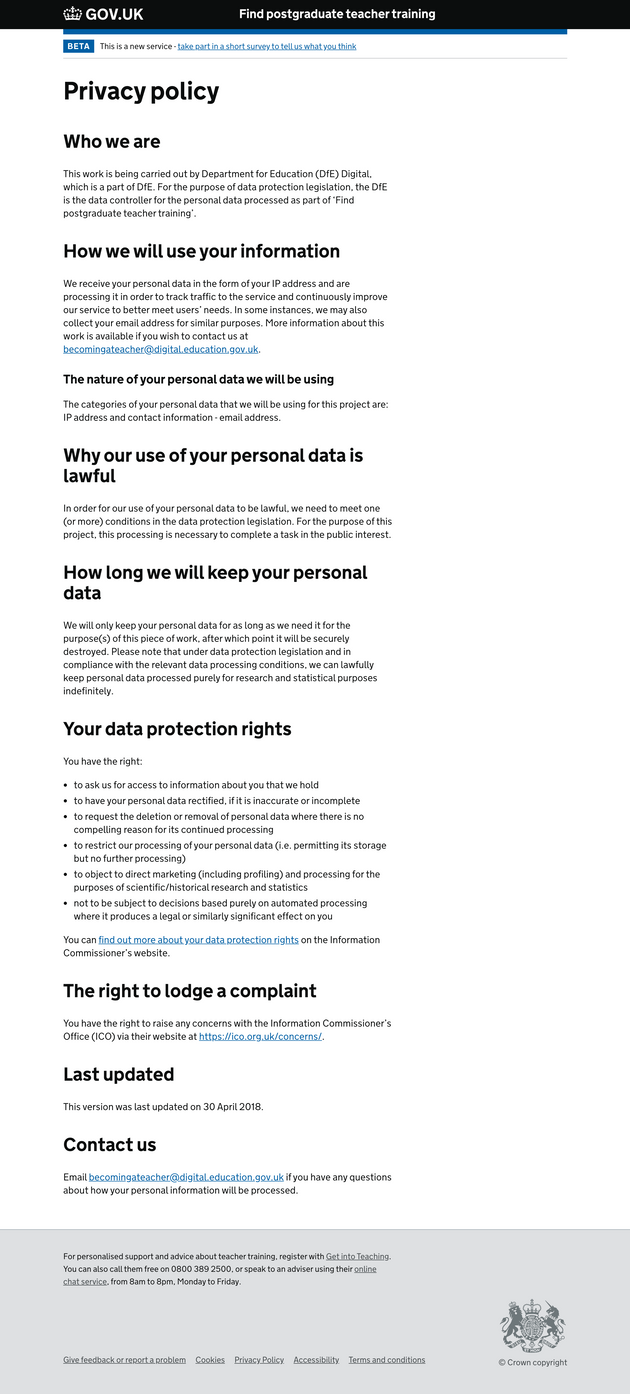 GOV.UK
Find postgraduate teacher training
BETA
This is a new service - take part in a short survey to tell us what you think
Privacy policy
Who we are
This work is being carried out by Department for Education (DfE) Digital,
which is a part of DfE. For the purpose of data protection legislation, the DfE
is the data controller for the personal data processed as part of ‘Find
postgraduate teacher training’.
How we will use your information
We receive your personal data in the form of your IP address and are
processing it in order to track traffic to the service and continuously improve
our service to better meet users’ needs. In some instances, we may also
collect your email address for similar purposes. More information about this
work is available if you wish to contact us at
becomingateacher@digital.education.gov.uk.
The nature of your personal data we will be using
The categories of your personal data that we will be using for this project are:
IP address and contact information - email address.
Why our use of your personal data is
lawful
In order for our use of your personal data to be lawful, we need to meet one
(or more) conditions in the data protection legislation. For the purpose of this
project, this processing is necessary to complete a task in the public interest.
How long we will keep your personal
data
We will only keep your personal data for as long as we need it for the
purpose(s) of this piece of work, after which point it will be securely
destroyed. Please note that under data protection legislation and in
compliance with the relevant data processing conditions, we can lawfully
keep personal data processed purely for research and statistical purposes
indefinitely.
Your data protection rights
You have the right:
• to ask us for access to information about you that we hold
• to have your personal data rectified, if it is inaccurate or incomplete
• to request the deletion or removal of personal data where there is no
compelling reason for its continued processing
• to restrict our processing of your personal data (i.e. permitting its storage
but no further processing)
• to object to direct marketing (including profiling) and processing for the
purposes of scientific/historical research and statistics
• not to be subject to decisions based purely on automated processing
where it produces a legal or similarly significant effect on you
You can find out more about your data protection rights on the Information
Commissioner’s website.
The right to lodge a complaint
You have the right to raise any concerns with the Information Commissioner’s
Office (ICO) via their website at https://ico.org.uk/concerns/.
Last updated
This version was last updated on 30 April 2018.
Contact us
Email becomingateacher@digital.education.gov.uk if you have any questions
about how your personal information will be processed.
For personalised support and advice about teacher training, register with Get into Teaching.
You can also call them free on 0800 389 2500, or speak to an adviser using their online
chat service, from 8am to 8pm, Monday to Friday.
Give feedback or report a problem Cookies Privacy Policy Accessibility Terms and conditions
© Crown copyright